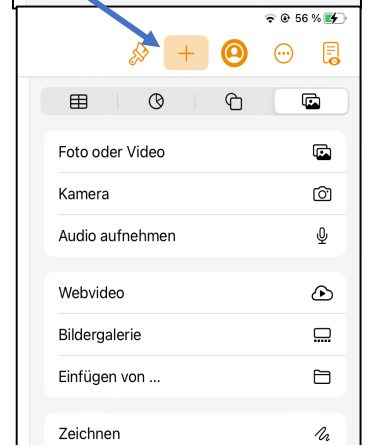 56 %
Foto oder Video
Kamera
Audio aufnehmen
Webvideo
Bildergalerie
Einfügen von ...
Zeichnen